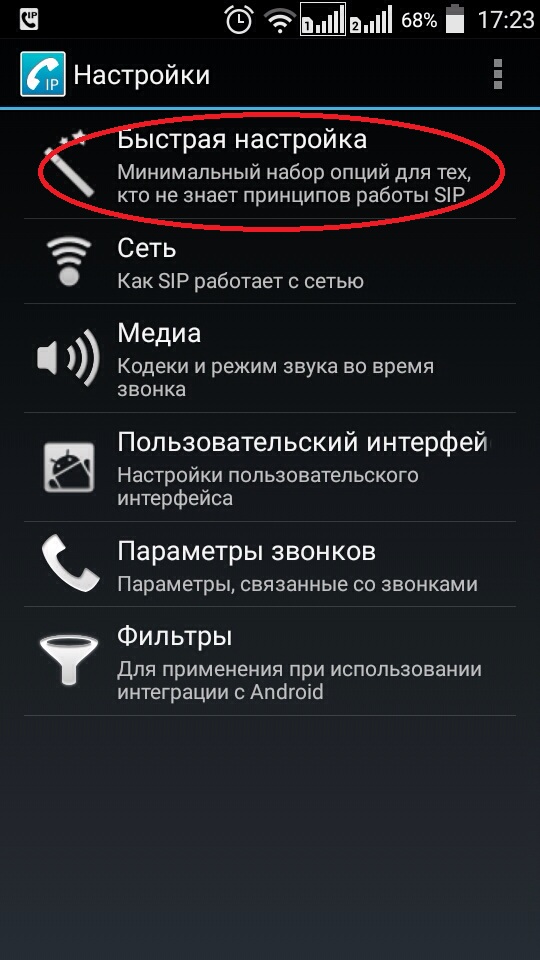 IP
1
2
68%
17:23
IP
Настройки
Быстрая настройка
Минимальный набор опций для тех,
кто не знает принципов работы SIP
Сеть
Как SIP работает с сетью
Медиа
Кодеки и режим звука во время
звонка
Пользовательский интерфей
Настройки пользовательского
интерфейса
Параметры звонков
Параметры, связанные со звонками
Фильтры
Для применения при использовании
интеграции с Android